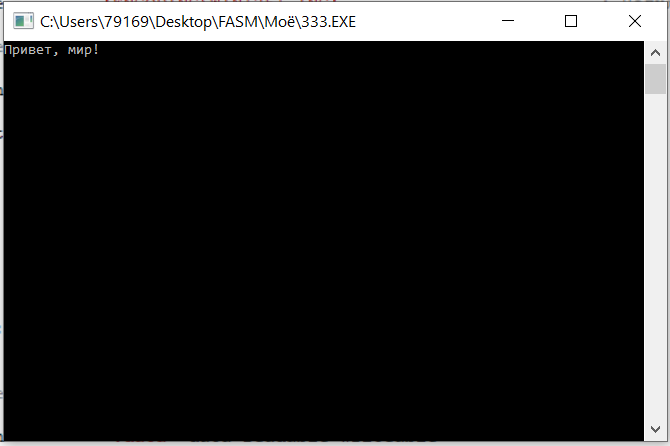 C:\Users\79169\Desktop\FASM\Моё\333.EXE
Привет, мир!